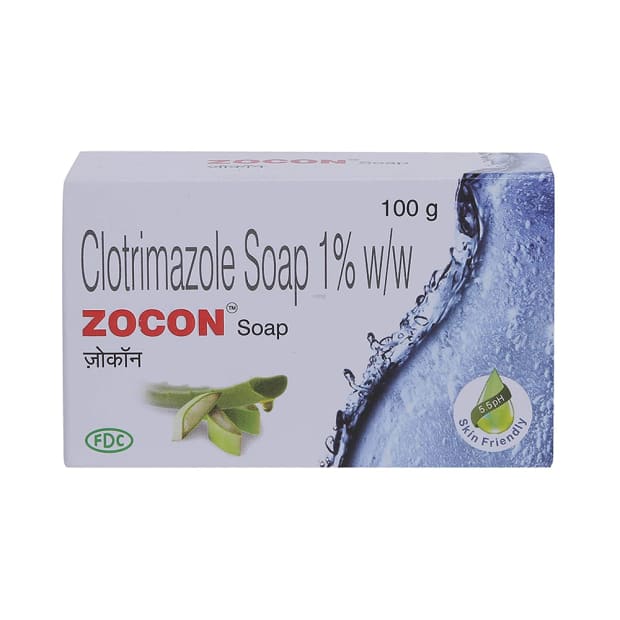 ZOCON Soap
ज़ोकॉन
100 g
Clotrimazole Soap 1% w/w
ZOCON™ Soap
ज़ोकॉन
FDC
5.5pH
Skin Friendly